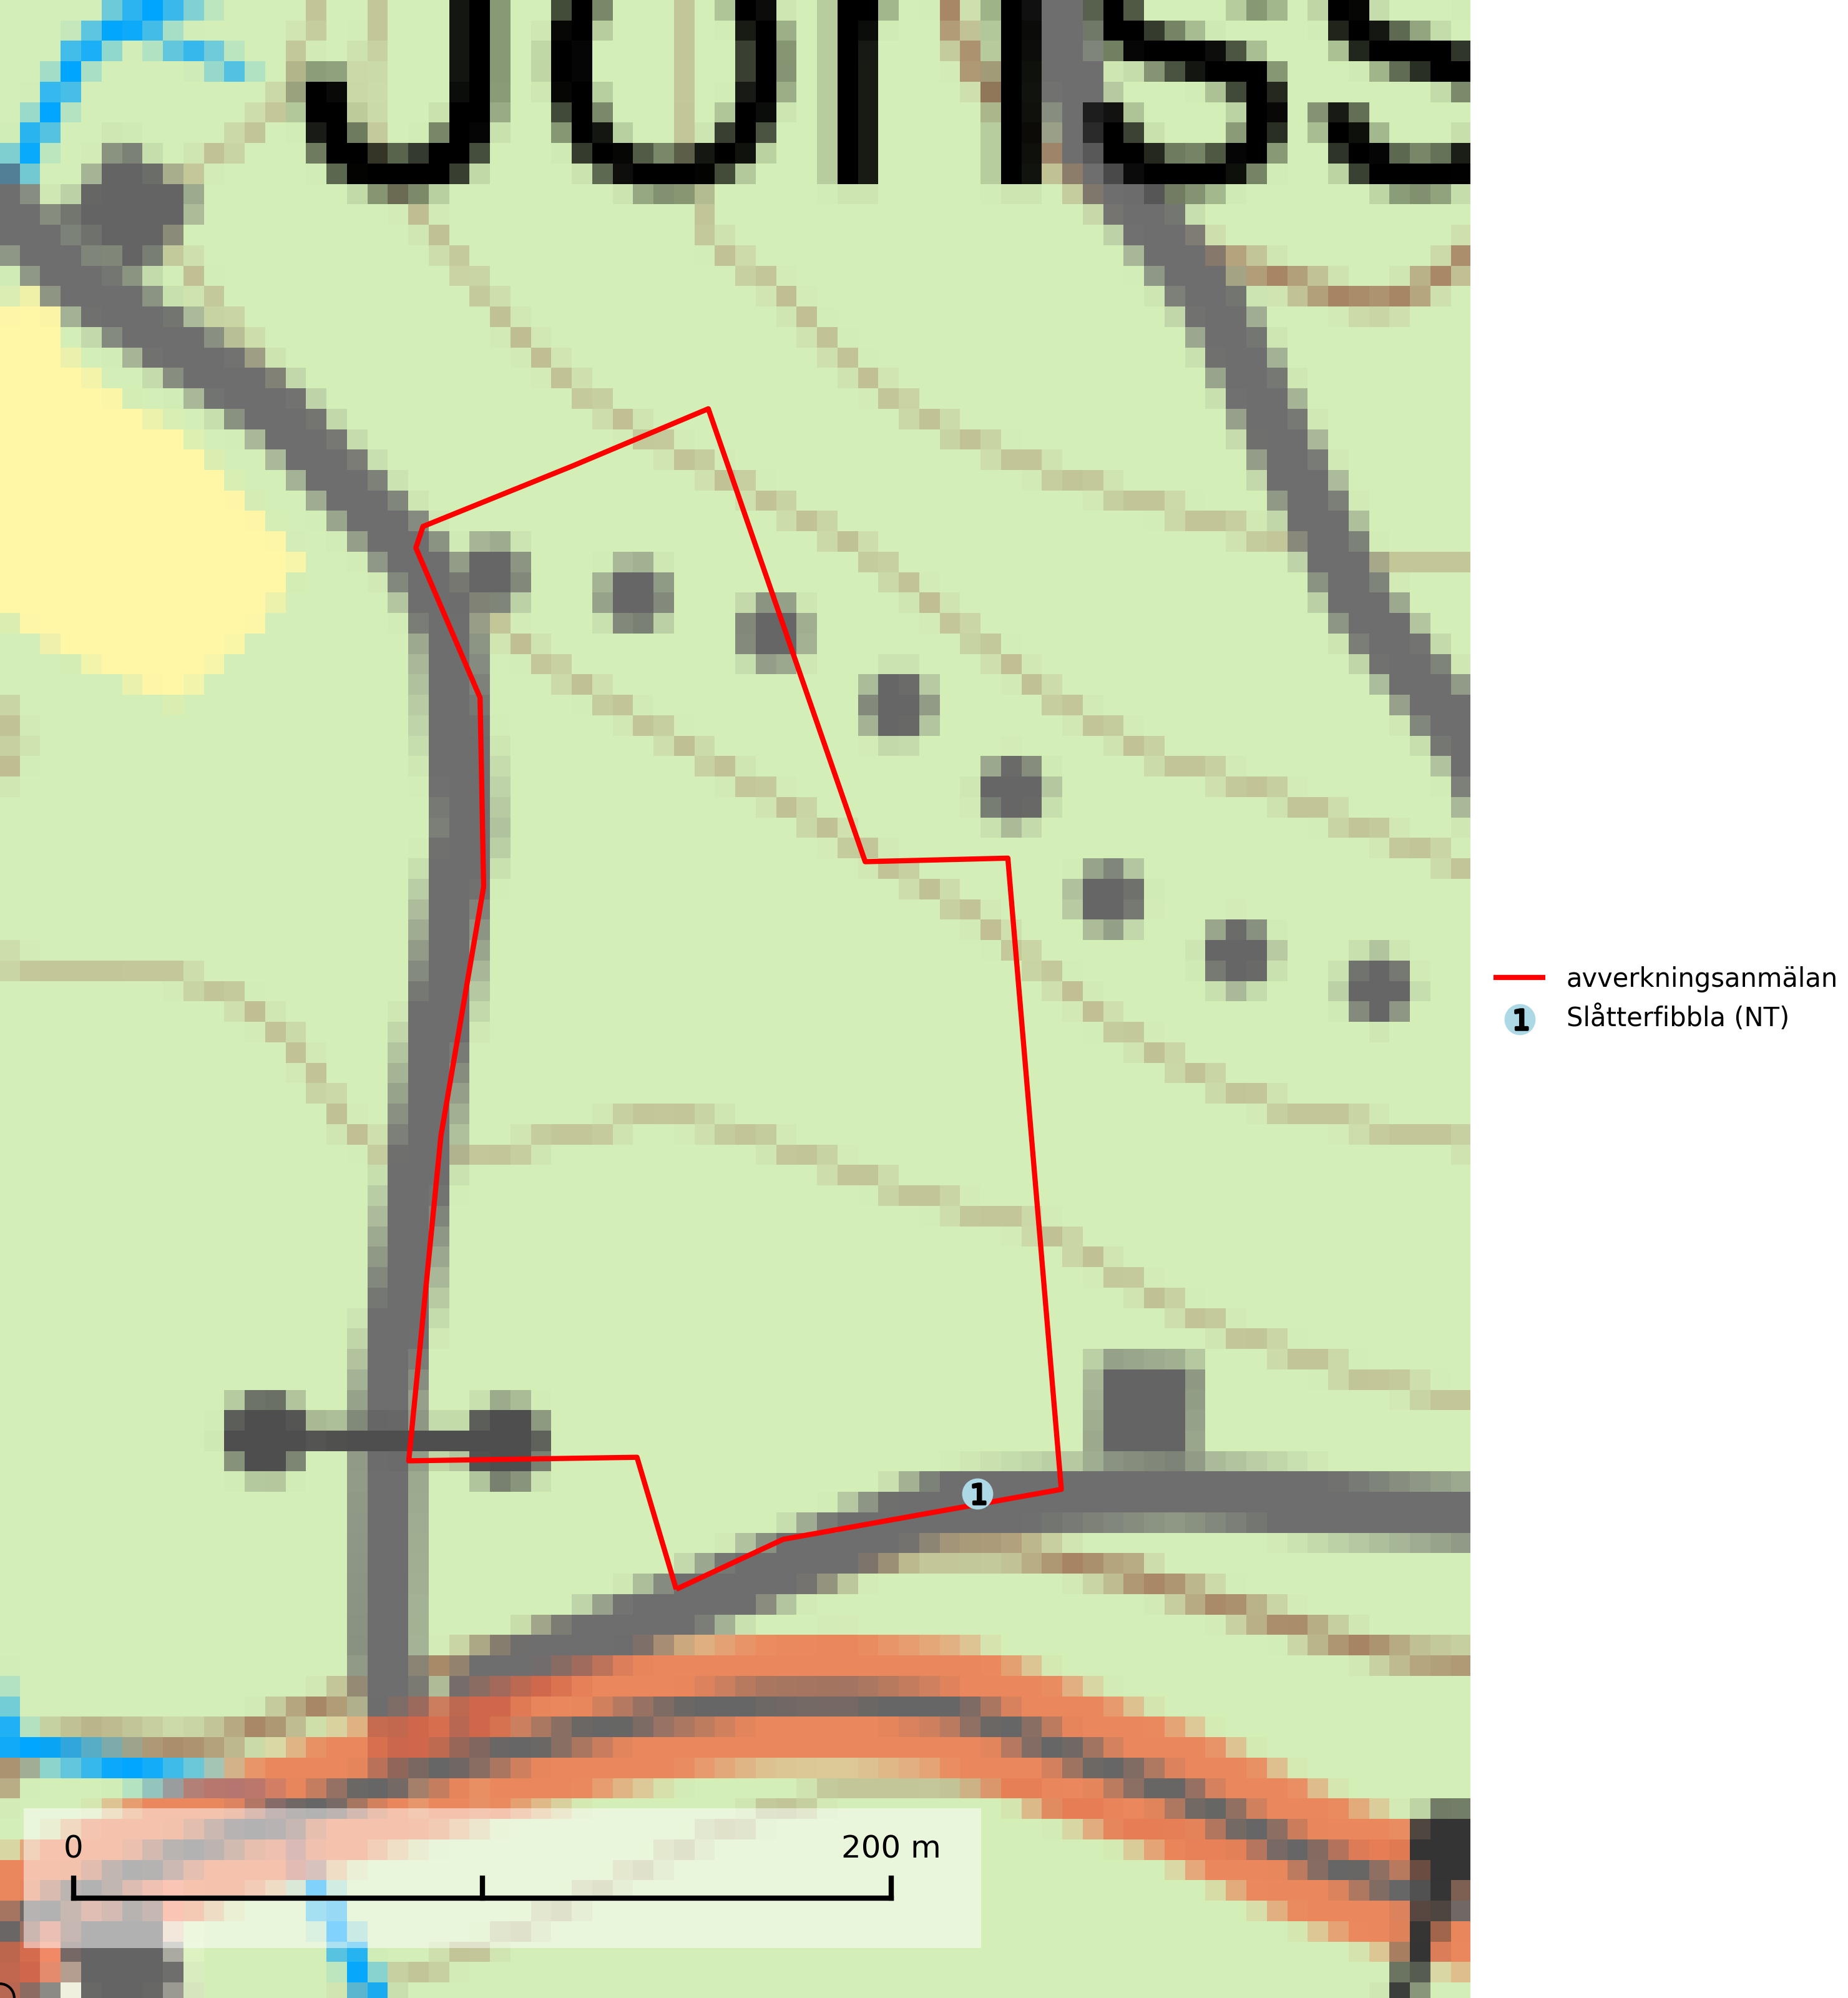 avverkningsanmälan
1 Slåtterfibbla (NT)
1
0 200 m